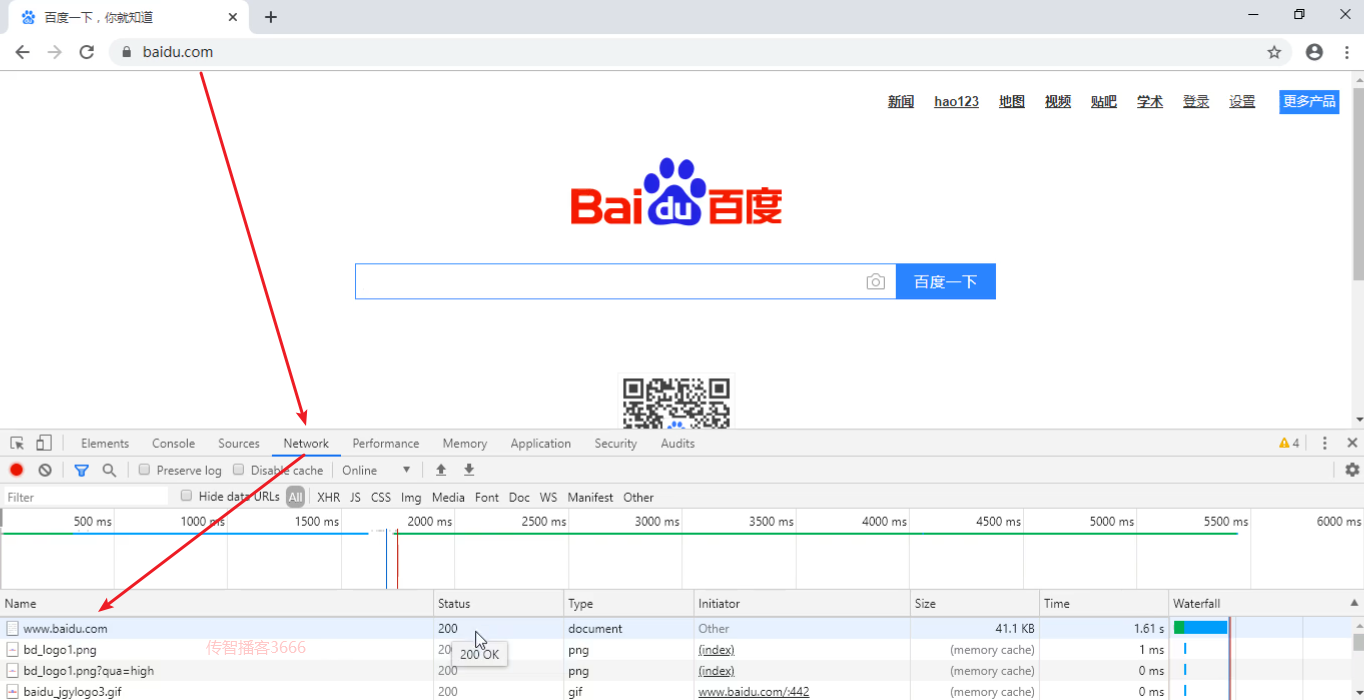 百度一下，你就知道
baidu.com
新闻 hao123 地图 视频 贴吧 学术 登录 设置 更多产品
Bai du 百度
百度一下
Elements Console Sources Network Performance Memory Application Security Audits 4
Preserve log Disable cache Online
Filter Hide data URLs All XHR JS CSS Img Media Font Doc WS Manifest Other
500 ms 1000 ms 1500 ms 2000 ms 2500 ms 3000 ms 3500 ms 4000 ms 4500 ms 5000 ms 5500 ms 6000 ms
Name Status Type Initiator Size Time Waterfall
www.baidu.com 200 document Other 41.1 KB 1.61 s
bd_logo1.png 200 png (index) (memory cache) 1 ms
传智播客3666
200 OK
bd_logo1.png?qua=high 200 png (index) (memory cache) 0 ms
baidu_jgylogo3.gif 200 gif www.baidu.com/:442 (memory cache) 0 ms